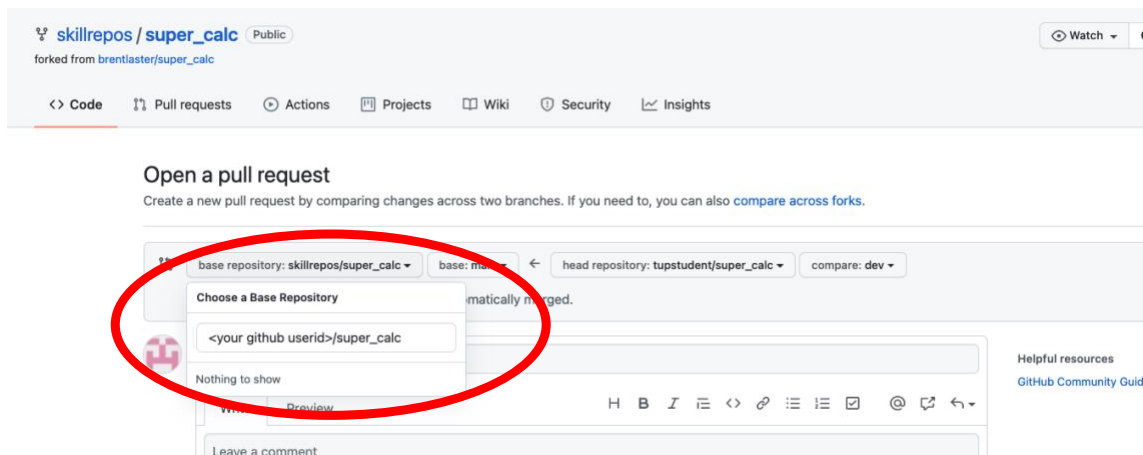 skillrepos / super_calc Public
Watch
forked from brentlaster/super_calc
Code Pull requests Actions Projects Wiki Security Insights
Open a pull request
Create a new pull request by comparing changes across two branches. If you need to, you can also compare across forks.
base repository: skillrepos/super_calc base: head repository: tupstudent/super_calc compare: dev
Choose a Base Repository
merged.
<your github userid>/super_calc
Nothing to show
Helpful resources
GitHub Community
Preview
H B I
Leave a comment